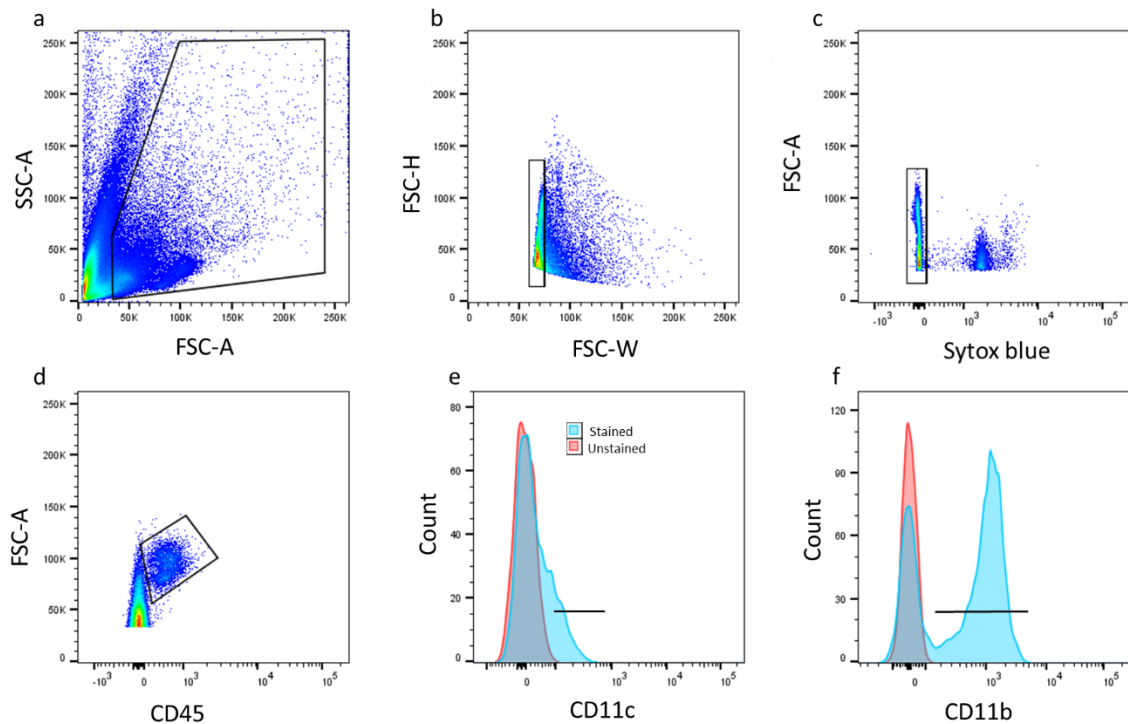 a
250K
200K
150K
100K
50K
0
SSC-A
0 50K 100K 150K 200K 250K
FSC-A
b
250K
200K
150K
100K
50K
0
FSC-H
0 50K 100K 150K 200K 250K
FSC-W
c
250K
200K
150K
100K
50K
0
FSC-A
-10³ 0 10³ 10⁴ 10⁵
Sytox blue
d
250K
200K
150K
100K
50K
0
FSC-A
-10³ 0 10³ 10⁴ 10⁵
CD45
e
80
60
40
20
0
Count
Stained
Unstained
0 10³ 10⁴ 10⁵
CD11c
f
120
90
60
30
0
Count
0 10³ 10⁴ 10⁵
CD11b